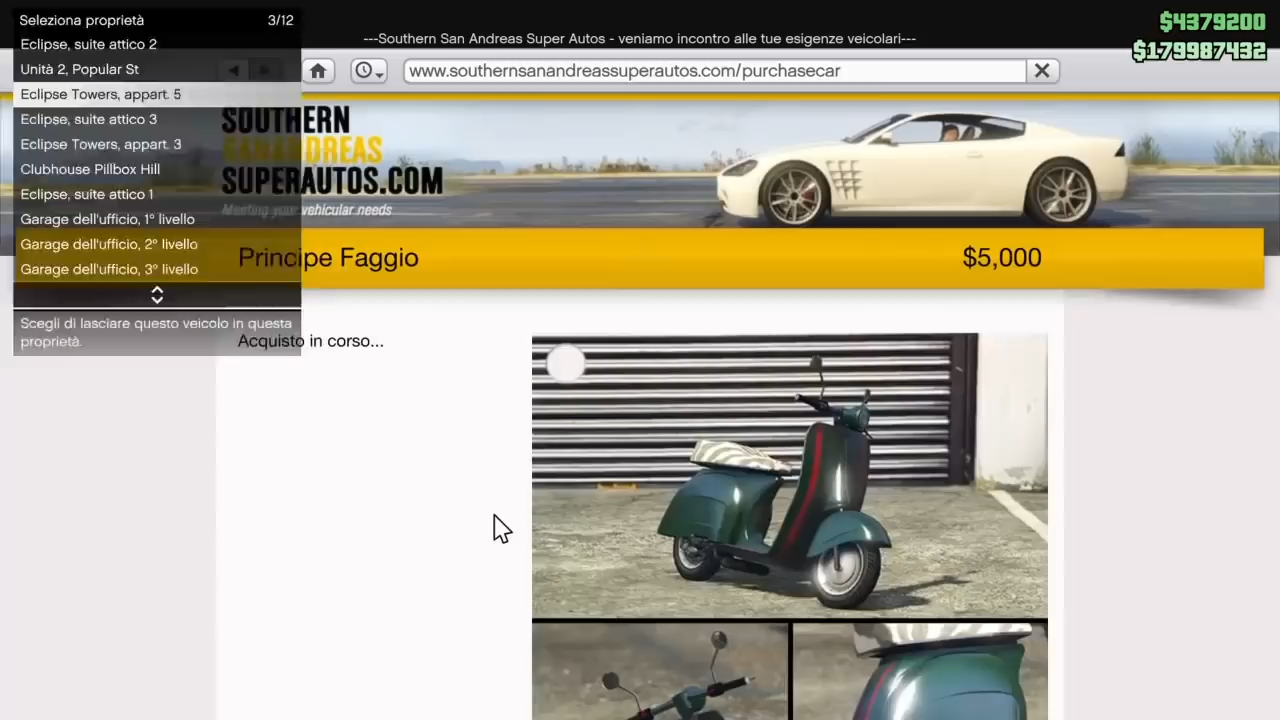 Seleziona proprietà 3/12
Eclipse, suite attico 2
Unità 2, Popular St
Eclipse Towers, appart. 5
Eclipse, suite attico 3
Eclipse Towers, appart. 3
Clubhouse Pillbox Hill
Eclipse, suite attico 1
Garage dell'ufficio, 1° livello
Garage dell'ufficio, 2° livello
Garage dell'ufficio, 3° livello
Scegli di lasciare questo veicolo in questa
proprietà.
$4379200
$179987432
---Southern San Andreas Super Autos - veniamo incontro alle tue esigenze veicolari---
www.southernsanandreassuperautos.com/purchasecar
SOUTHERN
SANANDREAS
SUPERAUTOS.COM
Meeting your vehicular needs
Principe Faggio $5,000
Acquisto in corso...